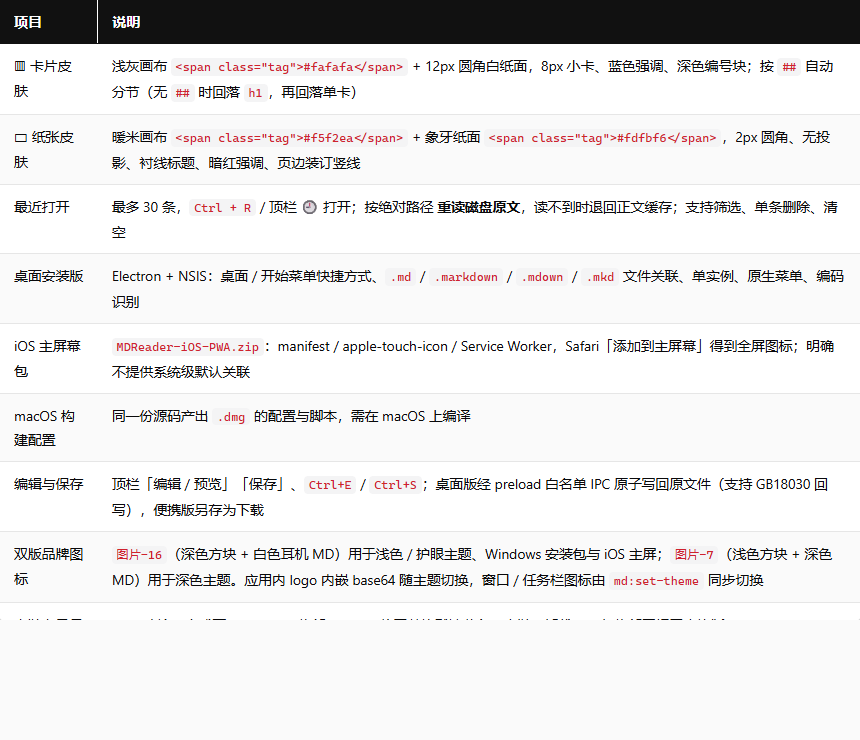 项目 说明
卡片皮 浅灰画布 <span class="tag">#fafafa</span> + 12px 圆角白纸面，8px 小卡、蓝色强调、深色编号块；按 ## 自动
肤 分节（无 ## 时回落 h1，再回落单卡）
纸张皮 暖米画布 <span class="tag">#f5f2ea</span> + 象牙纸面 <span class="tag">#fdfbf6</span>，2px 圆角、无投
肤 影、衬线标题、暗红强调、页边装订竖线
最近打开 最多 30 条，Ctrl + R / 顶栏 🕘 打开；按绝对路径 重读磁盘原文，读不到时退回正文缓存；支持筛选、单条删除、清
空
桌面安装版 Electron + NSIS：桌面 / 开始菜单快捷方式、.md / .markdown / .mdown / .mkd 文件关联、单实例、原生菜单、编码
识别
iOS 主屏幕 MDReader-iOS-PWA.zip：manifest / apple-touch-icon / Service Worker，Safari「添加到主屏幕」得到全屏图标；明确
包 不提供系统级默认关联
macOS 构 同一份源码产出 .dmg 的配置与脚本，需在 macOS 上编译
建配置
编辑与保存 顶栏「编辑 / 预览」「保存」、Ctrl+E / Ctrl+S；桌面版经 preload 白名单 IPC 原子写回原文件（支持 GB18030 回
写），便携版另存为下载
双版品牌图 图片-16（深色方块 + 白色耳机 MD）用于浅色 / 护眼主题、Windows 安装包与 iOS 主屏；图片-7（浅色方块 + 深色
标 MD）用于深色主题。应用内 logo 内嵌 base64 随主题切换，窗口 / 任务栏图标由 md:set-theme 同步切换